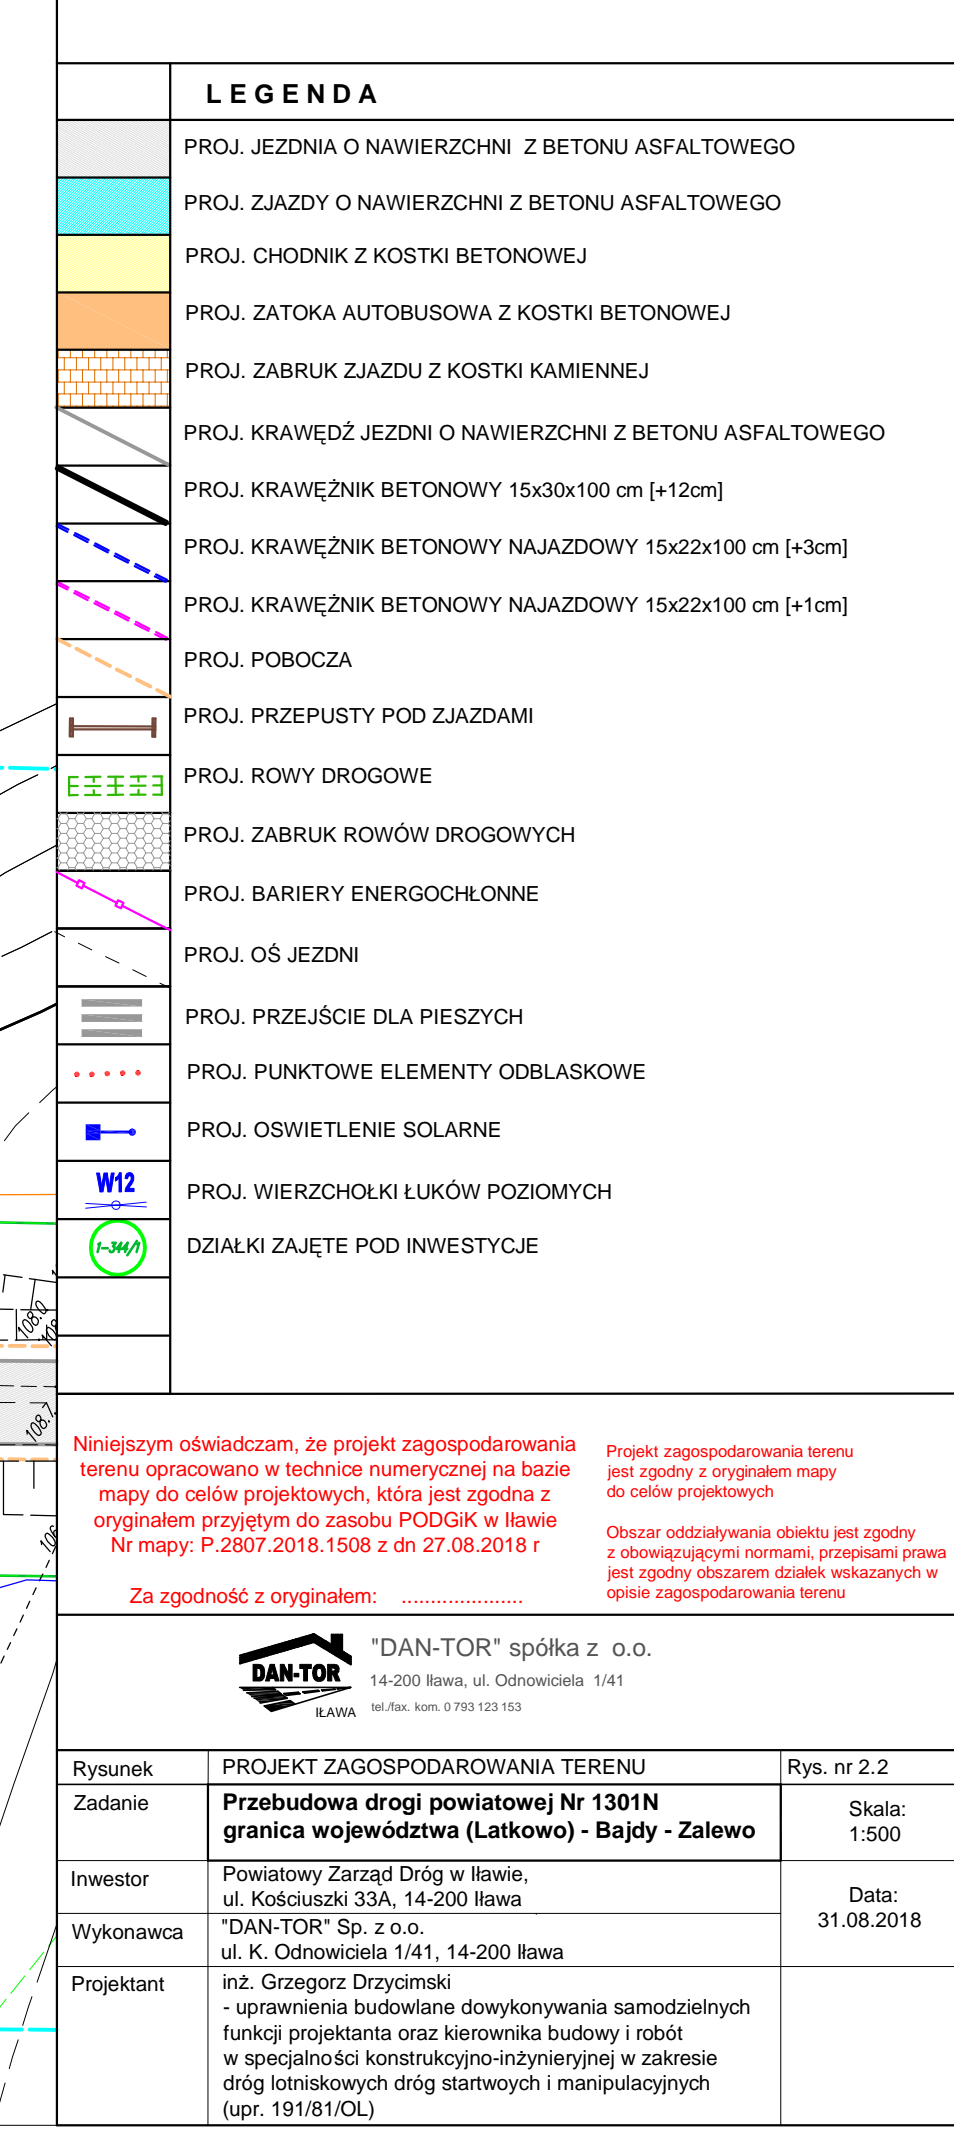 LEGENDA
PROJ. JEZDNIA O NAWIERZCHNI Z BETONU ASFALTOWEGO
PROJ. ZJAZDY O NAWIERZCHNI Z BETONU ASFALTOWEGO
PROJ. CHODNIK Z KOSTKI BETONOWEJ
PROJ. ZATOKA AUTOBUSOWA Z KOSTKI BETONOWEJ
PROJ. ZABRUK ZJAZDU Z KOSTKI KAMIENNEJ
PROJ. KRAWĘDŹ JEZDNI O NAWIERZCHNI Z BETONU ASFALTOWEGO
PROJ. KRAWĘŻNIK BETONOWY 15x30x100 cm [+12cm]
PROJ. KRAWĘŻNIK BETONOWY NAJAZDOWY 15x22x100 cm [+3cm]
PROJ. KRAWĘŻNIK BETONOWY NAJAZDOWY 15x22x100 cm [+1cm]
PROJ. POBOCZA
PROJ. PRZEPUSTY POD ZJAZDAMI
PROJ. ROWY DROGOWE
PROJ. ZABRUK ROWÓW DROGOWYCH
PROJ. BARIERY ENERGOCHŁONNE
PROJ. OŚ JEZDNI
PROJ. PRZEJŚCIE DLA PIESZYCH
PROJ. PUNKTOWE ELEMENTY ODBLASKOWE
PROJ. OSWIETLENIE SOLARNE
W12
PROJ. WIERZCHOŁKI ŁUKÓW POZIOMYCH
1-344/1
DZIAŁKI ZAJĘTE POD INWESTYCJE
108.0
108.7
106
Niniejszym oświadczam, że projekt zagospodarowania
terenu opracowano w technice numerycznej na bazie
mapy do celów projektowych, która jest zgodna z
oryginałem przyjętym do zasobu PODGiK w Iławie
Nr mapy: P.2807.2018.1508 z dn 27.08.2018 r
Za zgodność z oryginałem: .....................
Projekt zagospodarowania terenu
jest zgodny z oryginałem mapy
do celów projektowych
Obszar oddziaływania obiektu jest zgodny
z obowiązującymi normami, przepisami prawa
jest zgodny obszarem działek wskazanych w
opisie zagospodarowania terenu
DAN-TOR
IŁAWA
"DAN-TOR" spółka z o.o.
14-200 Iława, ul. Odnowiciela 1/41
tel./fax. kom. 0 793 123 153
Rysunek
PROJEKT ZAGOSPODAROWANIA TERENU
Rys. nr 2.2
Zadanie
Przebudowa drogi powiatowej Nr 1301N
granica województwa (Latkowo) - Bajdy - Zalewo
Skala:
1:500
Inwestor
Powiatowy Zarząd Dróg w Iławie,
ul. Kościuszki 33A, 14-200 Iława
Data:
31.08.2018
Wykonawca
"DAN-TOR" Sp. z o.o.
ul. K. Odnowiciela 1/41, 14-200 Iława
Projektant
inż. Grzegorz Drzycimski
- uprawnienia budowlane dowykonywania samodzielnych
funkcji projektanta oraz kierownika budowy i robót
w specjalności konstrukcyjno-inżynieryjnej w zakresie
dróg lotniskowych dróg startwoych i manipulacyjnych
(upr. 191/81/OL)